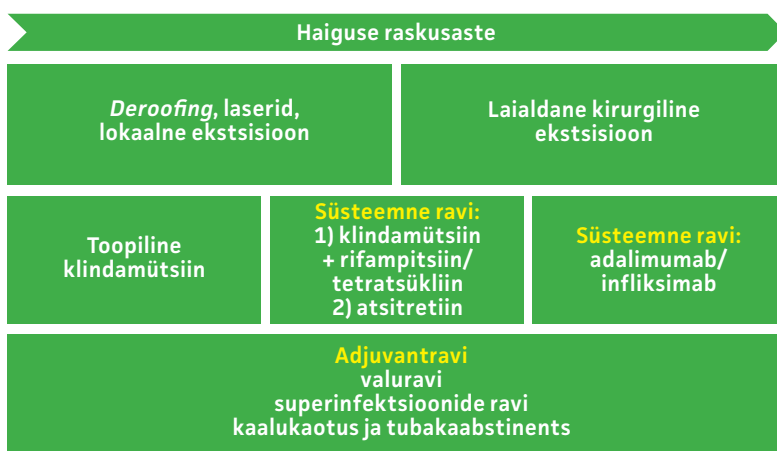 Haiguse raskusaste
Deroofing, laserid,
lokaalne ekstsisioon
Laialdane kirurgiline
ekstsisioon
Toopiline
klindamütsiin
Süsteemne ravi:
1) klindamütsiin
+ rifampitsiin/
tetratsükliin
2) atsitretiin
Süsteemne ravi:
adalimumab/
infliksimab
Adjuvantravi
valuravi
superinfektsioonide ravi
kaalukaotus ja tubakaabstinents